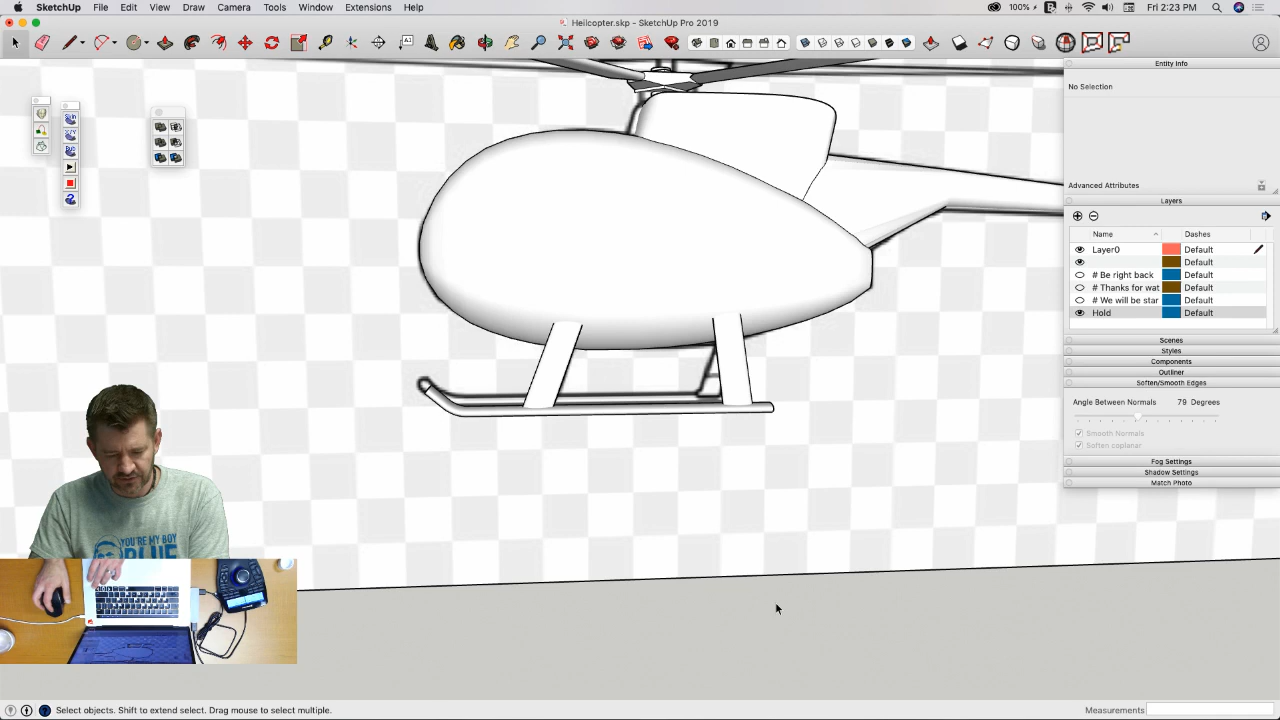 SketchUp File Edit View Draw Camera Tools Window Extensions Help
100% Fri 2:23 PM
Heilcopter.skp - SketchUp Pro 2019
Entity Info
No Selection
Advanced Attributes
Layers
Name Dashes
Layer0 Default
Default
# Be right back Default
# Thanks for wat Default
# We will be star Default
Hold Default
Scenes
Styles
Components
Outliner
Soften/Smooth Edges
Angle Between Normals 79 Degrees
Smooth Normals
Soften coplanar
Fog Settings
Shadow Settings
Match Photo
YOU'RE MY BOY
BLUE
Select objects. Shift to extend select. Drag mouse to select multiple.
Measurements